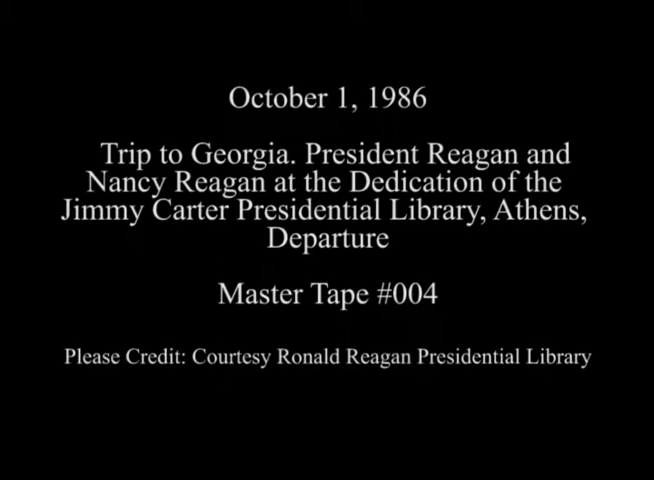 October 1, 1986
Trip to Georgia. President Reagan and
Nancy Reagan at the Dedication of the
Jimmy Carter Presidential Library, Athens,
Departure
Master Tape #004
Please Credit: Courtesy Ronald Reagan Presidential Library